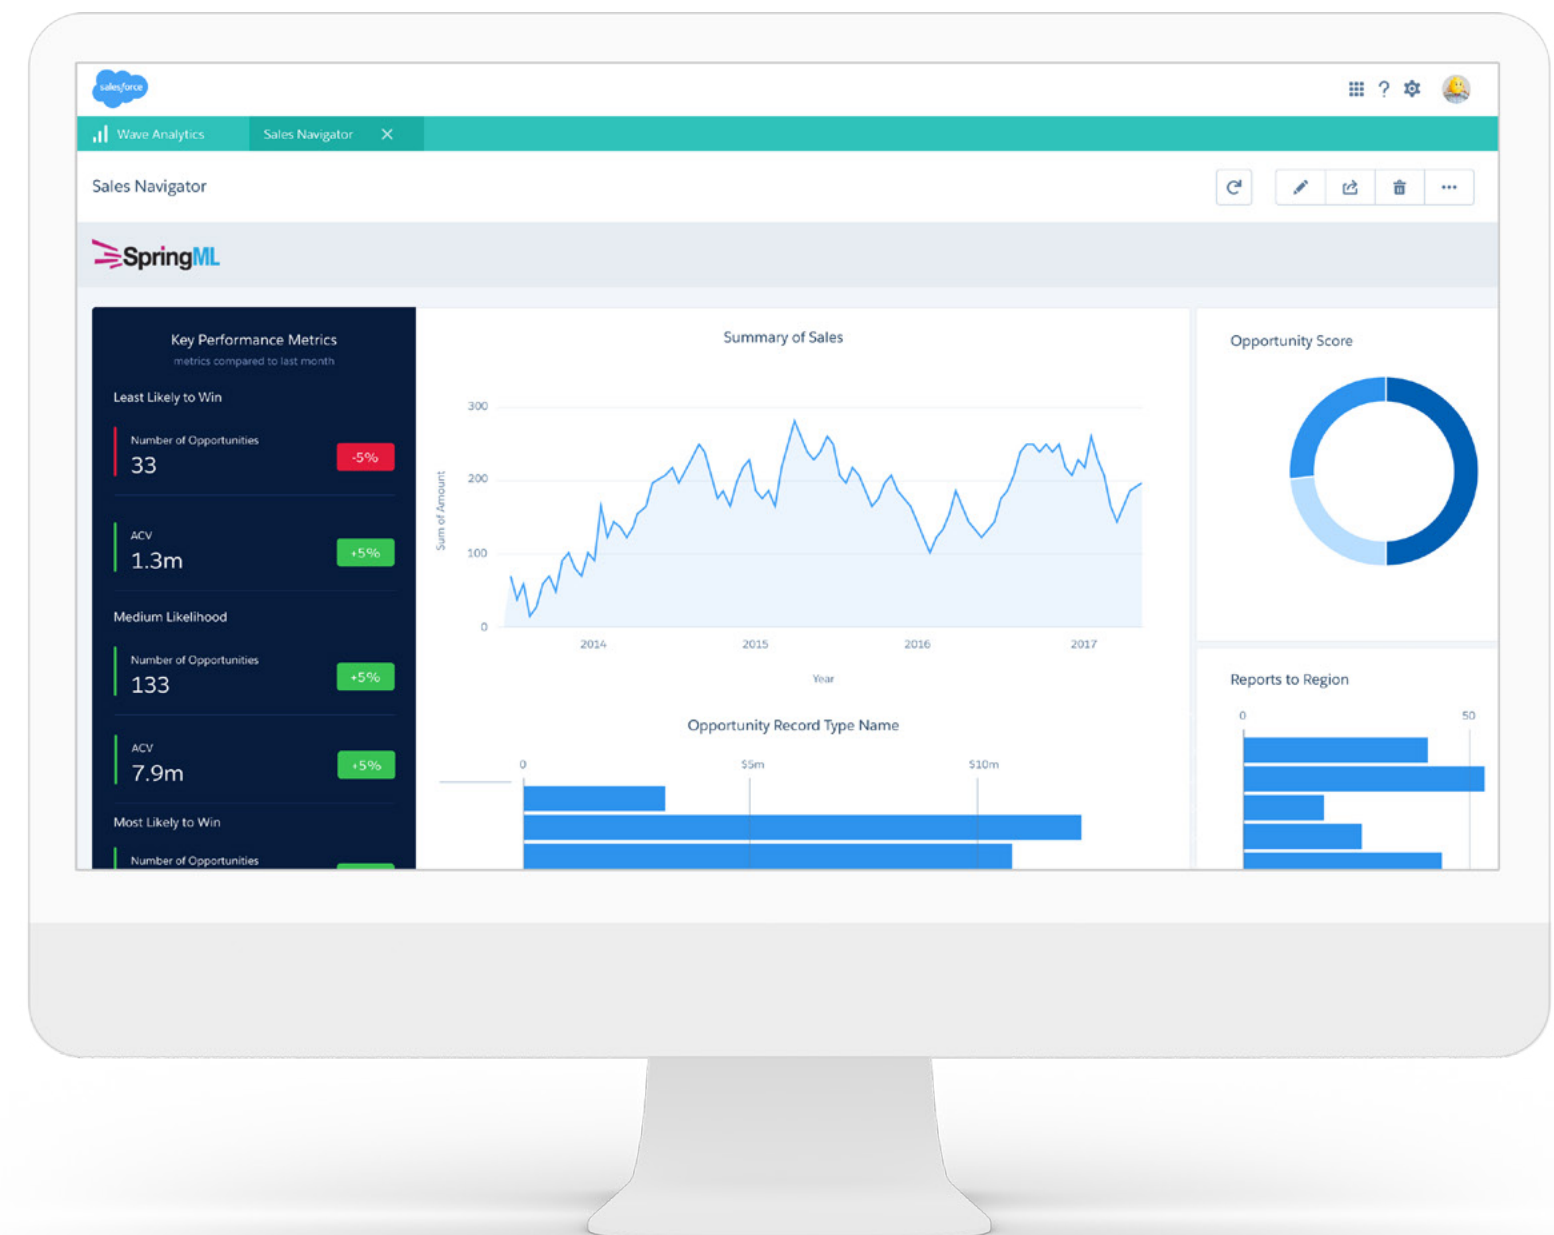 salesforce
?
Wave Analytics
Sales Navigator
Sales Navigator
SpringML
Key Performance Metrics
metrics compared to last month
Least Likely to Win
Number of Opportunities
33
-5%
ACV
1.3m
+5%
Medium Likelihood
Number of Opportunities
133
+5%
ACV
7.9m
+5%
Most Likely to Win
Number of Opportunities
Summary of Sales
300
200
100
0
Sum of Amount
2014
2015
2016
2017
Year
Opportunity Record Type Name
0
$5m
$10m
Opportunity Score
Reports to Region
0
50